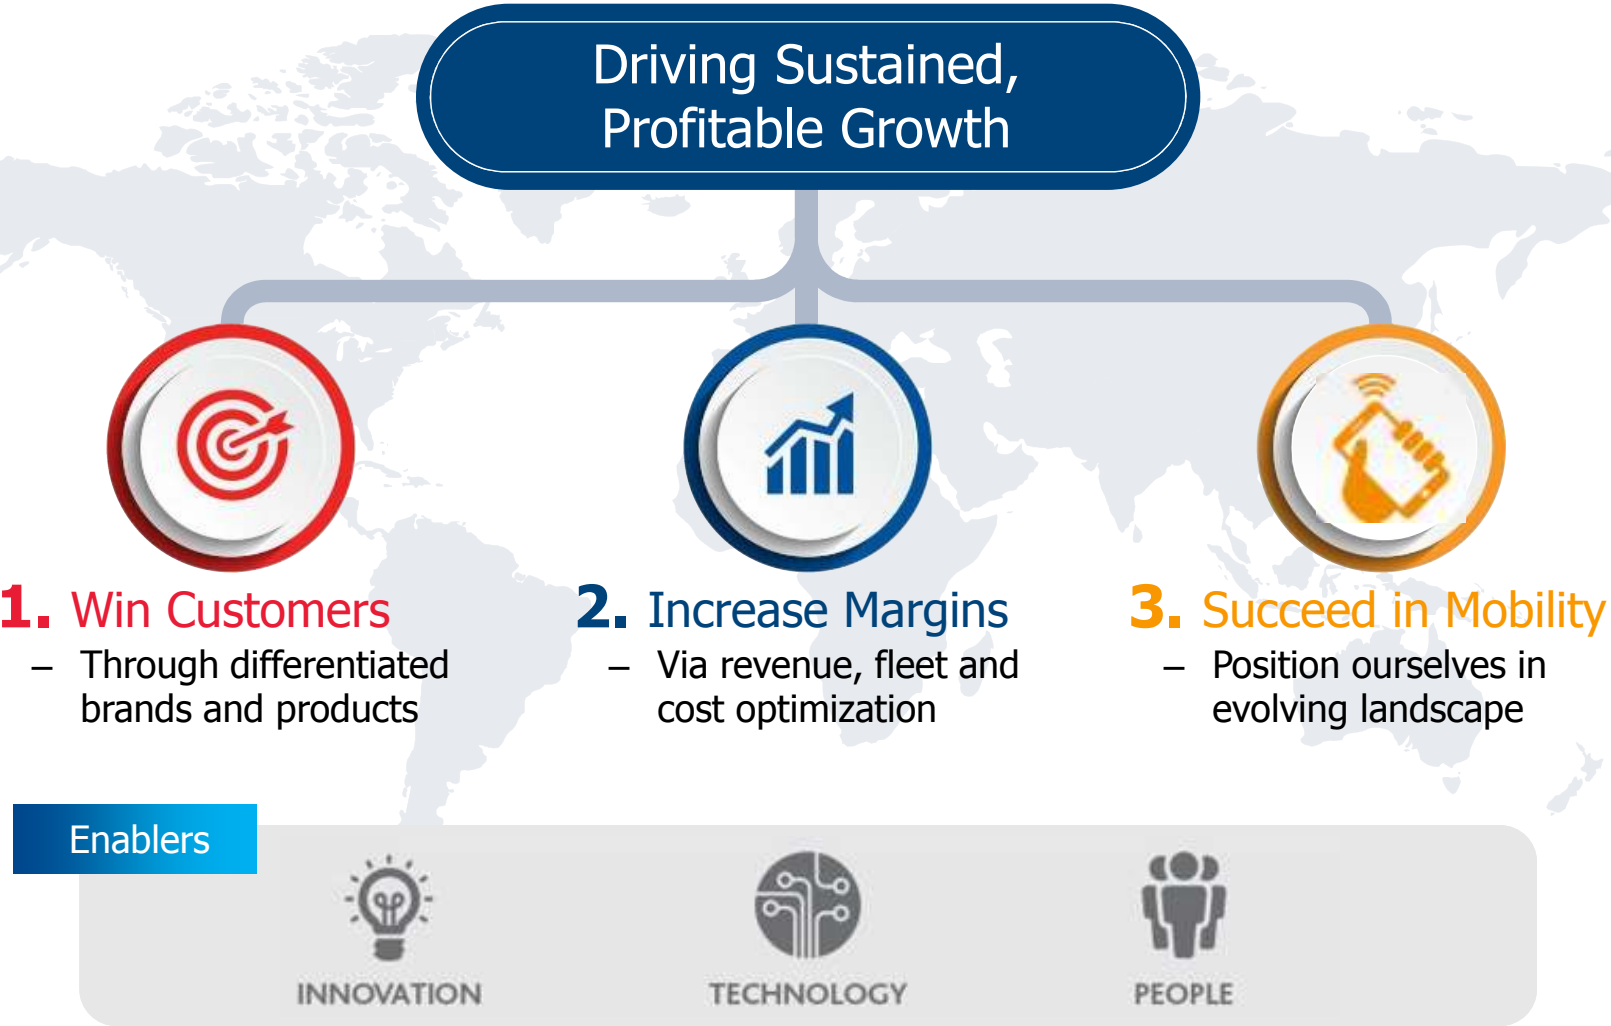 Driving Sustained,
Profitable Growth
1. Win Customers
– Through differentiated
brands and products
2. Increase Margins
– Via revenue, fleet and
cost optimization
3. Succeed in Mobility
– Position ourselves in
evolving landscape
Enablers
INNOVATION
TECHNOLOGY
PEOPLE